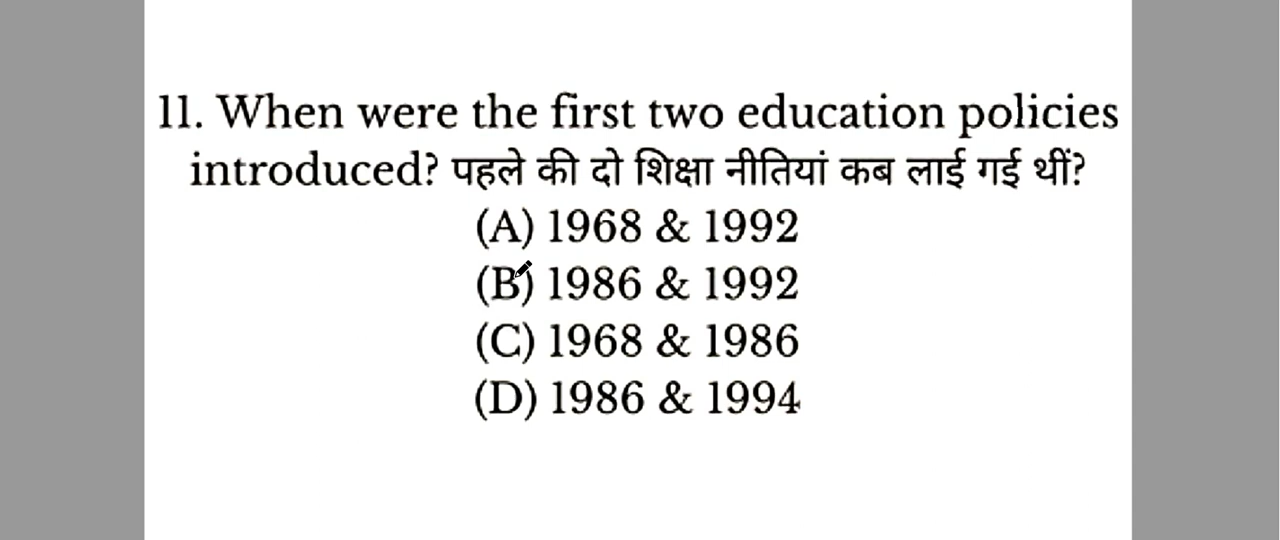 11. When were the first two education policies
introduced? पहले की दो शिक्षा नीतियां कब लाई गई थीं?
(A) 1968 & 1992
(B) 1986 & 1992
(C) 1968 & 1986
(D) 1986 & 1994